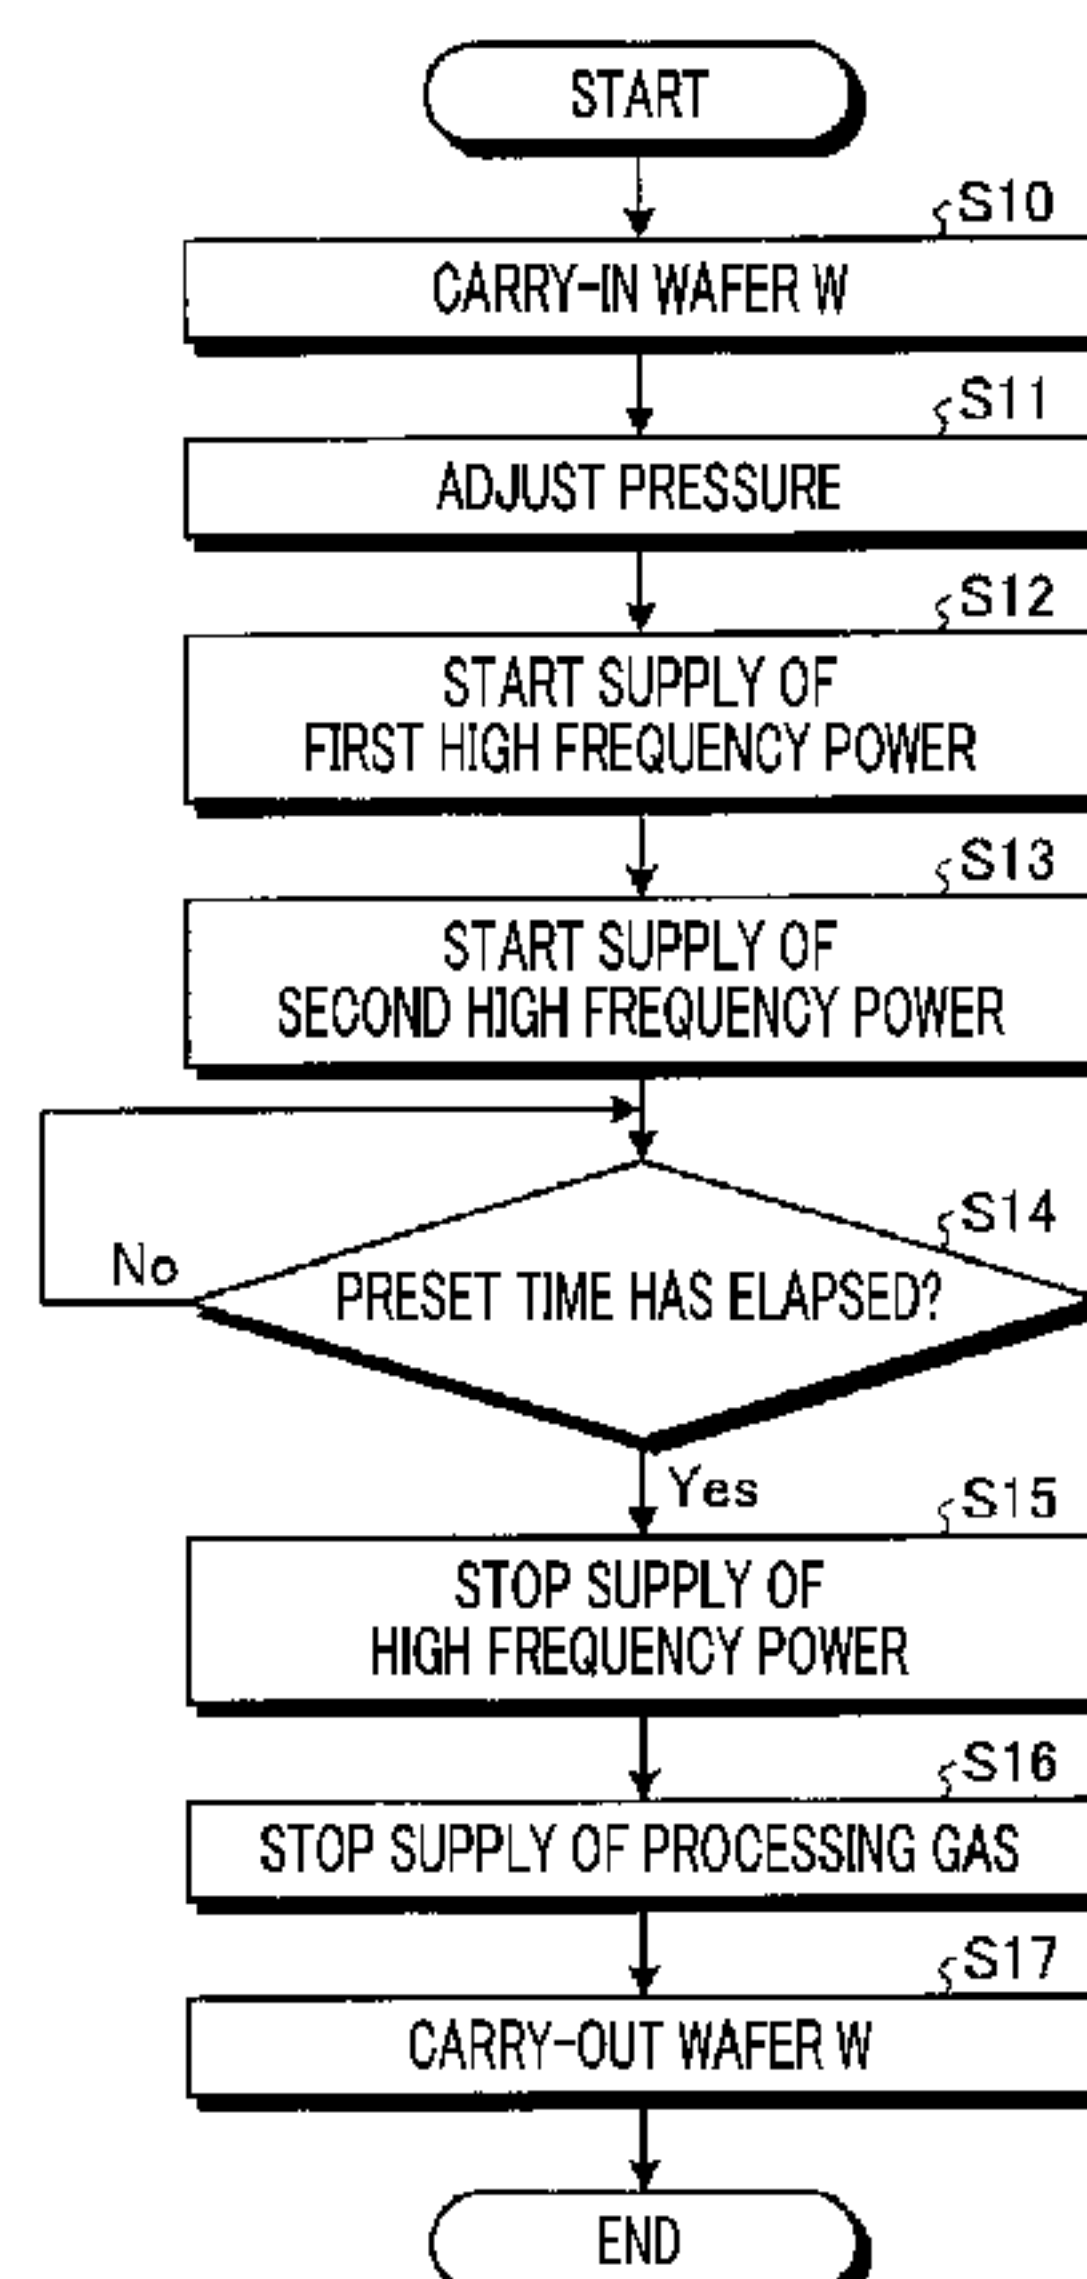 START
S10
CARRY-IN WAFER W
S11
ADJUST PRESSURE
S12
START SUPPLY OF
FIRST HIGH FREQUENCY POWER
S13
START SUPPLY OF
SECOND HIGH FREQUENCY POWER
S14
No
PRESET TIME HAS ELAPSED?
Yes
S15
STOP SUPPLY OF
HIGH FREQUENCY POWER
S16
STOP SUPPLY OF PROCESSING GAS
S17
CARRY-OUT WAFER W
END